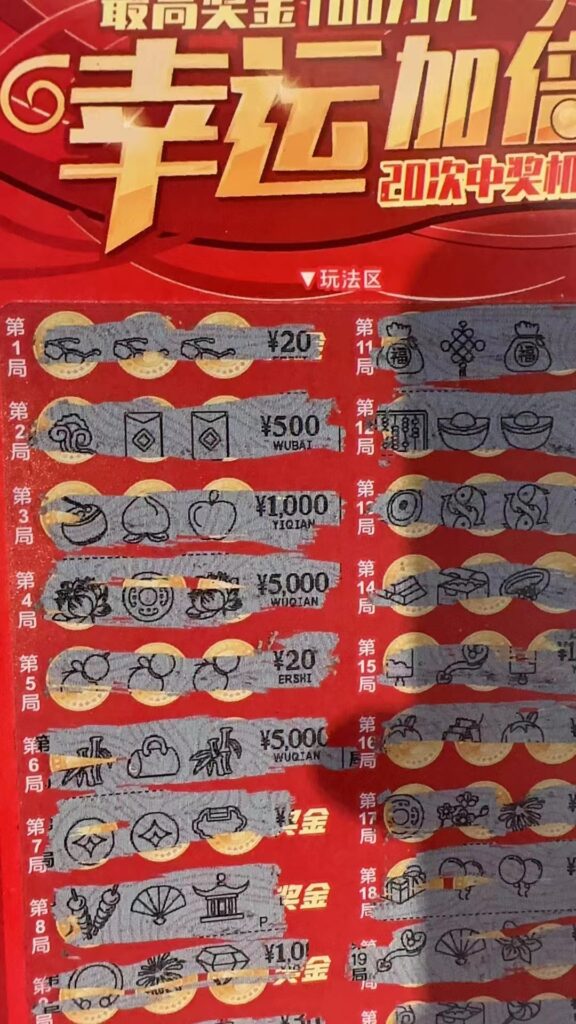 最高奖金100万元
幸运加倍
20次中奖机
▼玩法区
第1局
¥20
第2局
¥500
WUBAI
第3局
¥1,000
YIQIAN
第4局
¥5,000
WUQIAN
第5局
¥20
ERSHI
第6局
¥5,000
WUQIAN
第7局
¥
奖金
第8局
P
奖金
¥1,0
奖金
第11局
福
福
第12局
第1
局
第14局
第15局
¥1
第16局
第17局
第18局
19局
第